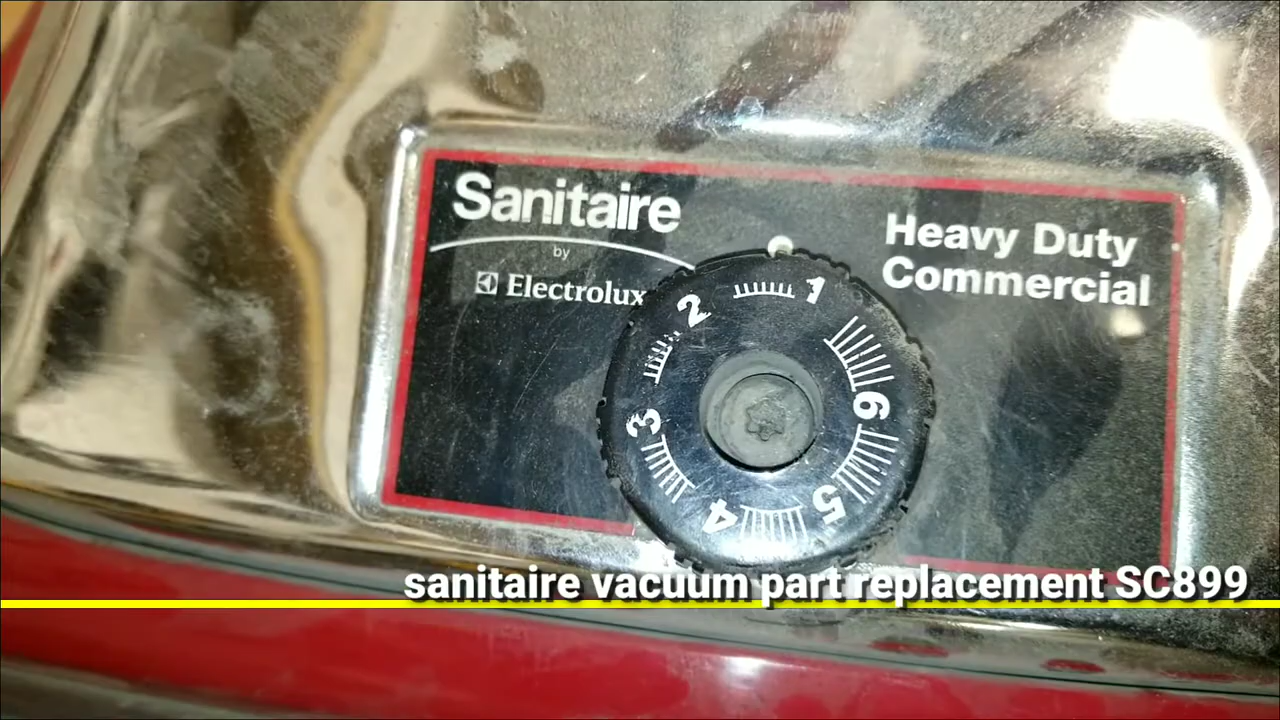 Sanitaire
by
Electrolux
Heavy Duty
Commercial
1
2
3
4
5
6
sanitaire vacuum part replacement SC899